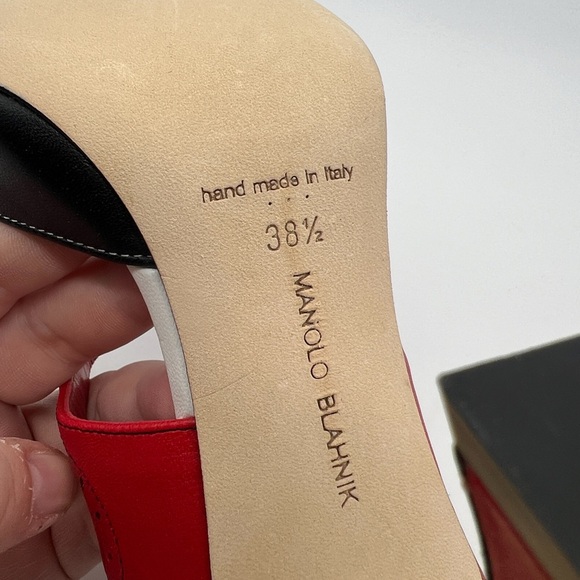 hand made in Italy
38½
MANOLO BLAHNIK